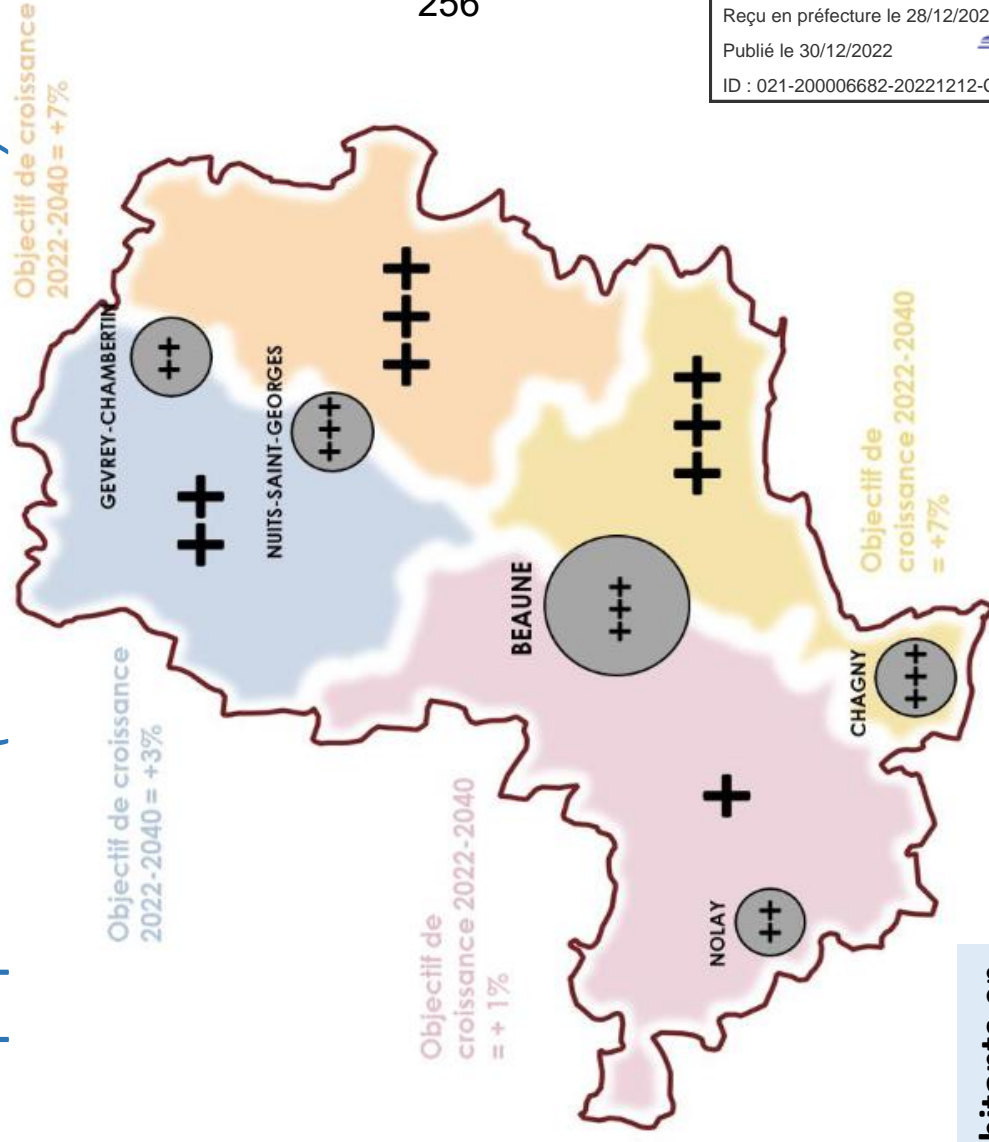 256
Reçu en préfecture le 28/12/202
Publié le 30/12/2022
ID : 021-200006682-20221212-
Objectif de croissance
2022-2040 = +7%
GEVREY-CHAMBERTIN
++
NUITS-SAINT-GEORGES
+++
+++
++
Objectif de croissance
2022-2040 = +3%
BEAUNE
+++
+++
Objectif de
croissance 2022-2040
= +7%
Objectif de
croissance 2022-2040
= + 1%
CHAGNY
+++
+
NOLAY
++